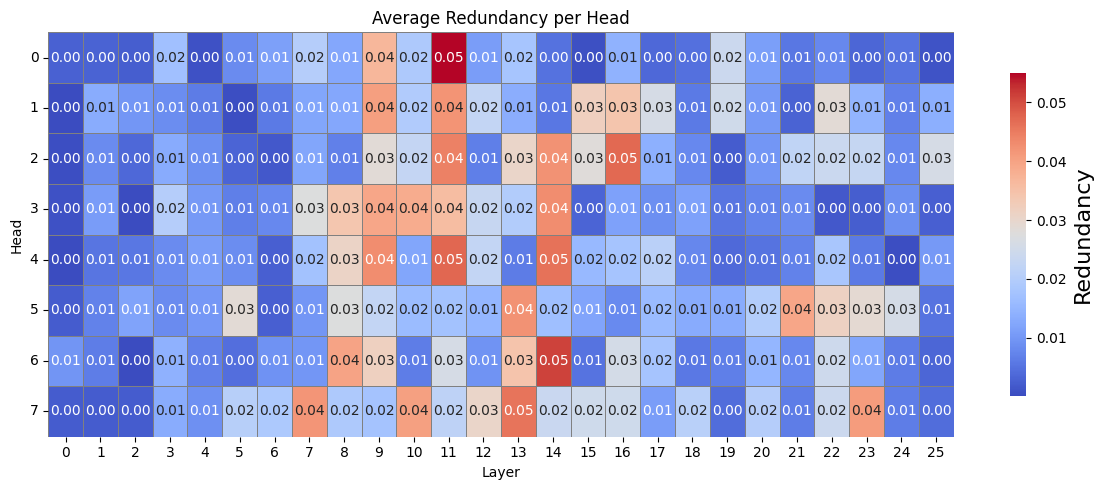 Average Redundancy per Head
0 0.00 0.00 0.00 0.02 0.00 0.01 0.01 0.02 0.01 0.04 0.02 0.05 0.01 0.02 0.00 0.00 0.01 0.00 0.00 0.02 0.01 0.01 0.01 0.00 0.01 0.00
1 0.00 0.01 0.01 0.01 0.01 0.00 0.01 0.01 0.01 0.04 0.02 0.04 0.02 0.01 0.01 0.03 0.03 0.03 0.01 0.02 0.01 0.00 0.03 0.01 0.01 0.01
2 0.00 0.01 0.00 0.01 0.01 0.00 0.00 0.01 0.01 0.03 0.02 0.04 0.01 0.03 0.04 0.03 0.05 0.01 0.01 0.00 0.01 0.02 0.02 0.02 0.01 0.03
3 0.00 0.01 0.00 0.02 0.01 0.01 0.01 0.03 0.03 0.04 0.04 0.04 0.02 0.02 0.04 0.00 0.01 0.01 0.01 0.01 0.01 0.01 0.00 0.00 0.01 0.00
4 0.00 0.01 0.01 0.01 0.01 0.01 0.00 0.02 0.03 0.04 0.01 0.05 0.02 0.01 0.05 0.02 0.02 0.02 0.01 0.00 0.01 0.01 0.02 0.01 0.00 0.01
5 0.00 0.01 0.01 0.01 0.01 0.03 0.00 0.01 0.03 0.02 0.02 0.02 0.01 0.04 0.02 0.01 0.01 0.02 0.01 0.01 0.02 0.04 0.03 0.03 0.03 0.01
6 0.01 0.01 0.00 0.01 0.01 0.00 0.01 0.01 0.04 0.03 0.01 0.03 0.01 0.03 0.05 0.01 0.03 0.02 0.01 0.01 0.01 0.01 0.02 0.01 0.01 0.00
7 0.00 0.00 0.00 0.01 0.01 0.02 0.02 0.04 0.02 0.02 0.04 0.02 0.03 0.05 0.02 0.02 0.02 0.01 0.02 0.00 0.02 0.01 0.02 0.04 0.01 0.00
Head
0 1 2 3 4 5 6 7 8 9 10 11 12 13 14 15 16 17 18 19 20 21 22 23 24 25
Layer
0.05
0.04
0.03
0.02
0.01
Redundancy